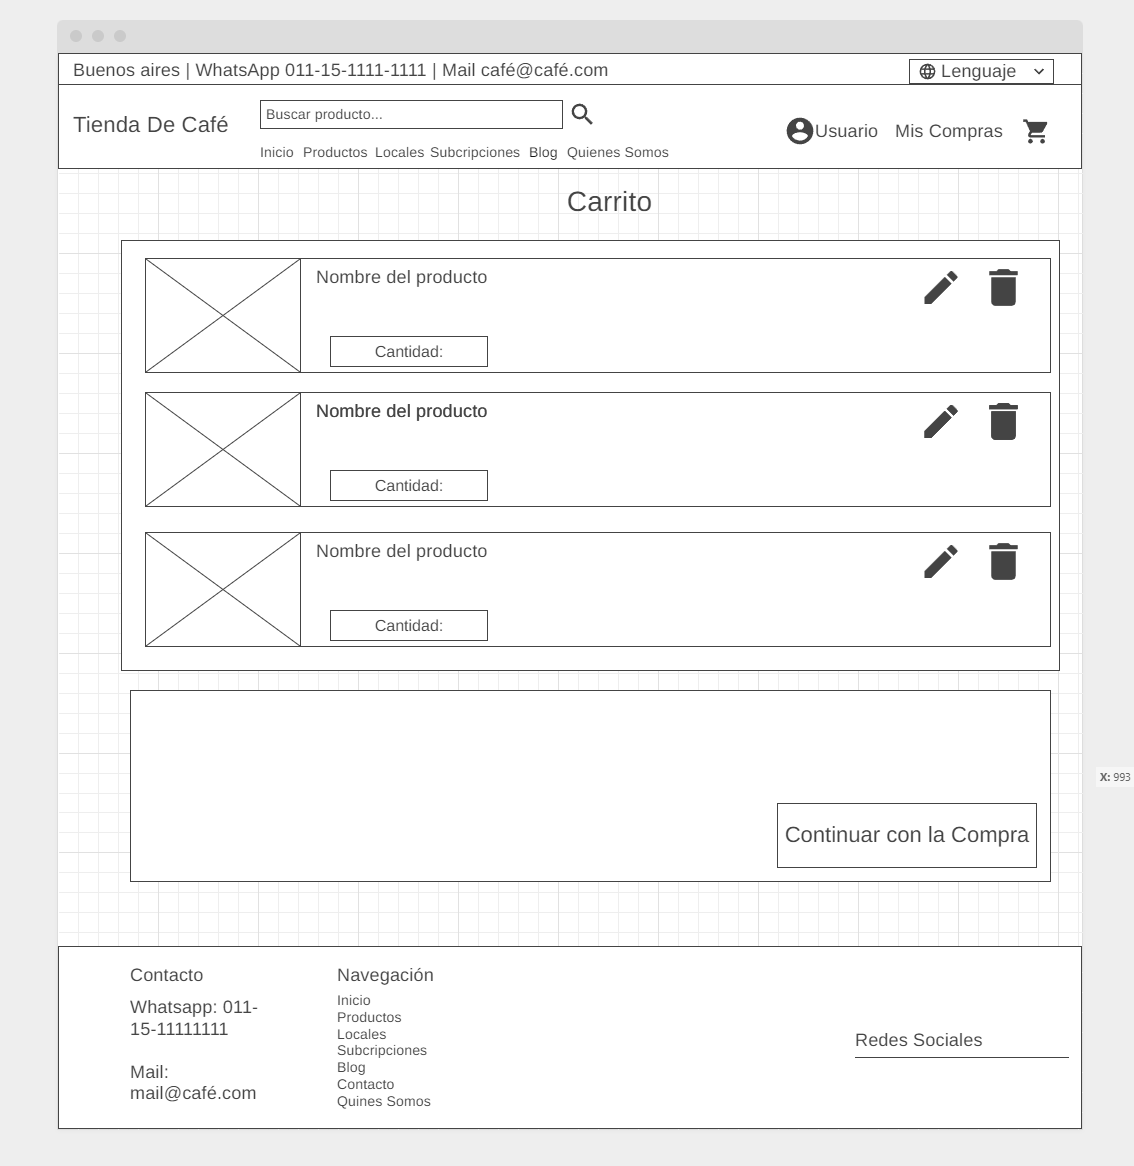 Buenos aires | WhatsApp 011-15-1111-1111 | Mail café@café.com
Lenguaje
Tienda De Café
Buscar producto...
Usuario
Mis Compras
Inicio Productos Locales Subcripciones Blog Quienes Somos
Carrito
Nombre del producto
Cantidad:
Nombre del producto
Cantidad:
Nombre del producto
Cantidad:
X: 993
Continuar con la Compra
Contacto
Whatsapp: 011-
15-11111111
Mail:
mail@café.com
Navegación
Inicio
Productos
Locales
Subcripciones
Blog
Contacto
Quines Somos
Redes Sociales